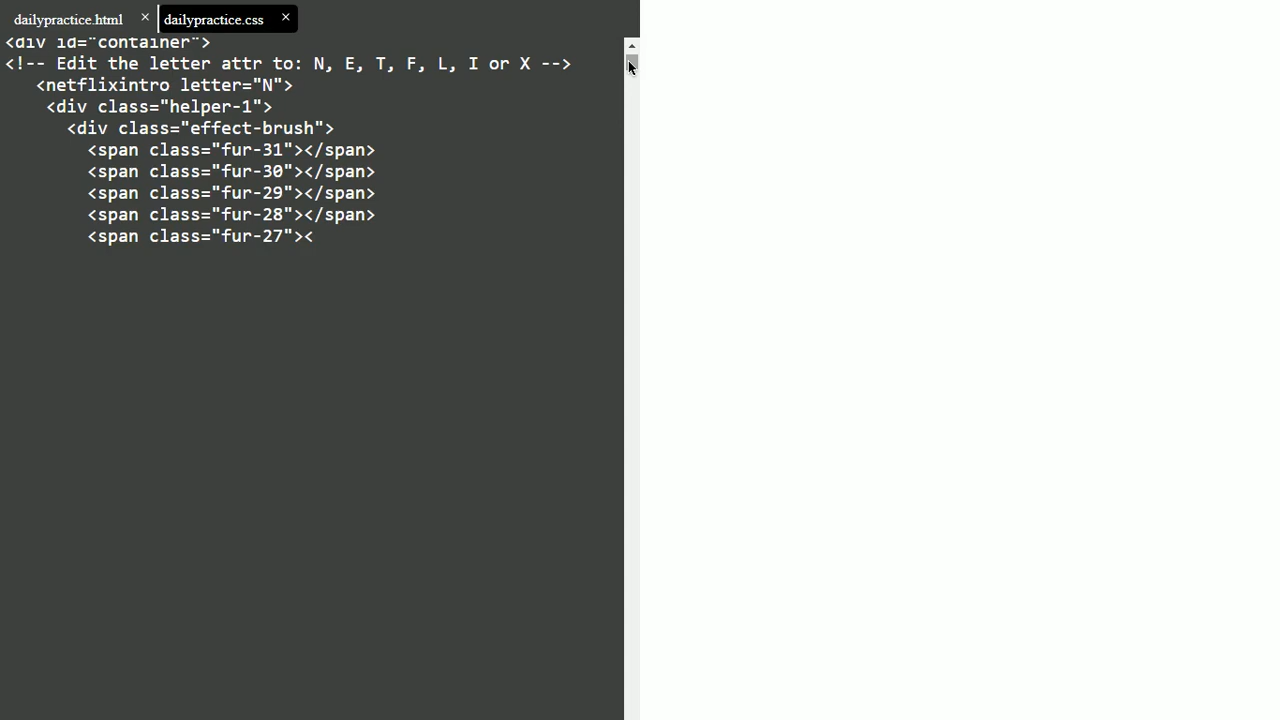 dailypractice.html × dailypractice.css ×
<div id="container">
<!-- Edit the letter attr to: N, E, T, F, L, I or X -->
<netflixintro letter="N">
<div class="helper-1">
<div class="effect-brush">
<span class="fur-31"></span>
<span class="fur-30"></span>
<span class="fur-29"></span>
<span class="fur-28"></span>
<span class="fur-27"><